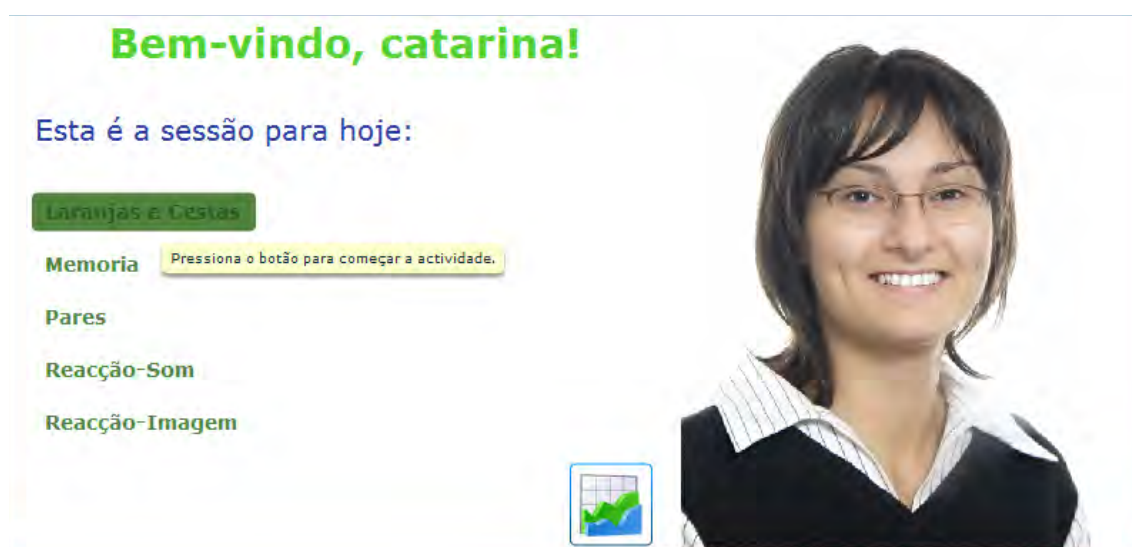 Bem-vindo, catarina!
Esta é a sessão para hoje:
Laranjas e Cestas
Memoria
Pressiona o botão para começar a actividade.
Pares
Reacção-Som
Reacção-Imagem